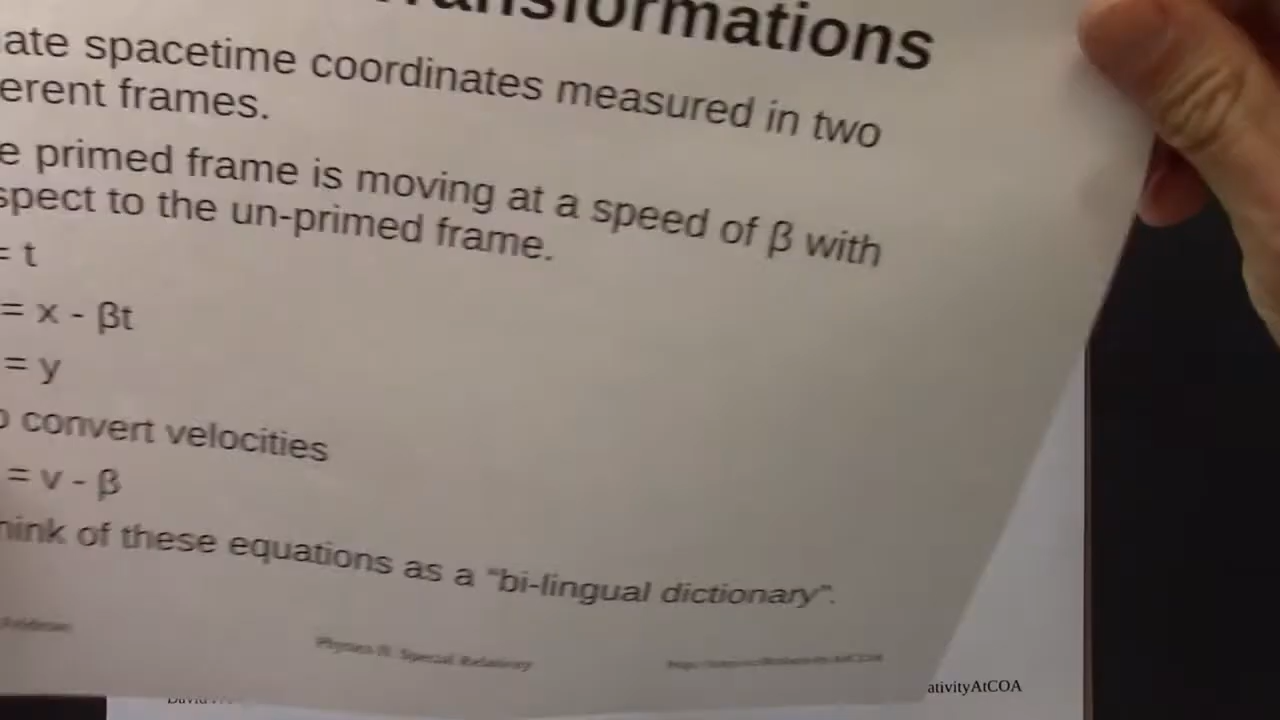 ransformations
ate spacetime coordinates measured in two
erent frames.
e primed frame is moving at a speed of β with
spect to the un-primed frame.
= t
= x - βt
= y
o convert velocities
= v - β
hink of these equations as a “bi-lingual dictionary”.
Physics II: Special Relativity
ativityAtCOA
David